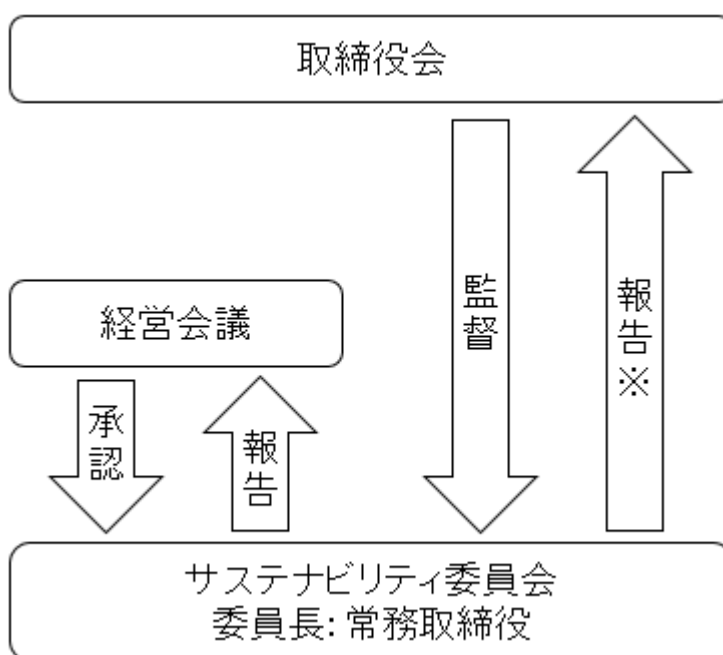 取締役会
監督
報告※
経営会議
承認
報告
サステナビリティ委員会
委員長: 常務取締役